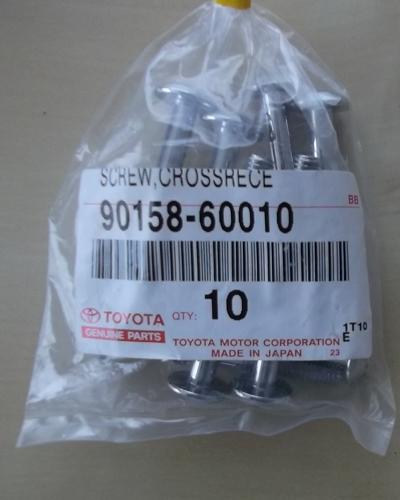 SCREW,CROSSRECE
BB
90158-60010
TOYOTA
GENUINE PARTS
QTY: 10
1T10
E
TOYOTA MOTOR CORPORATION
MADE IN JAPAN 23